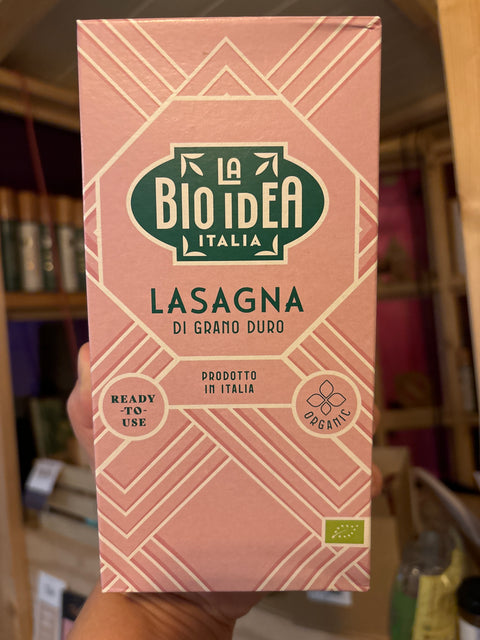 LA
BIO IDEA
ITALIA
LASAGNA
DI GRANO DURO
PRODOTTO
IN ITALIA
READY
-TO-
USE
ORGANIC